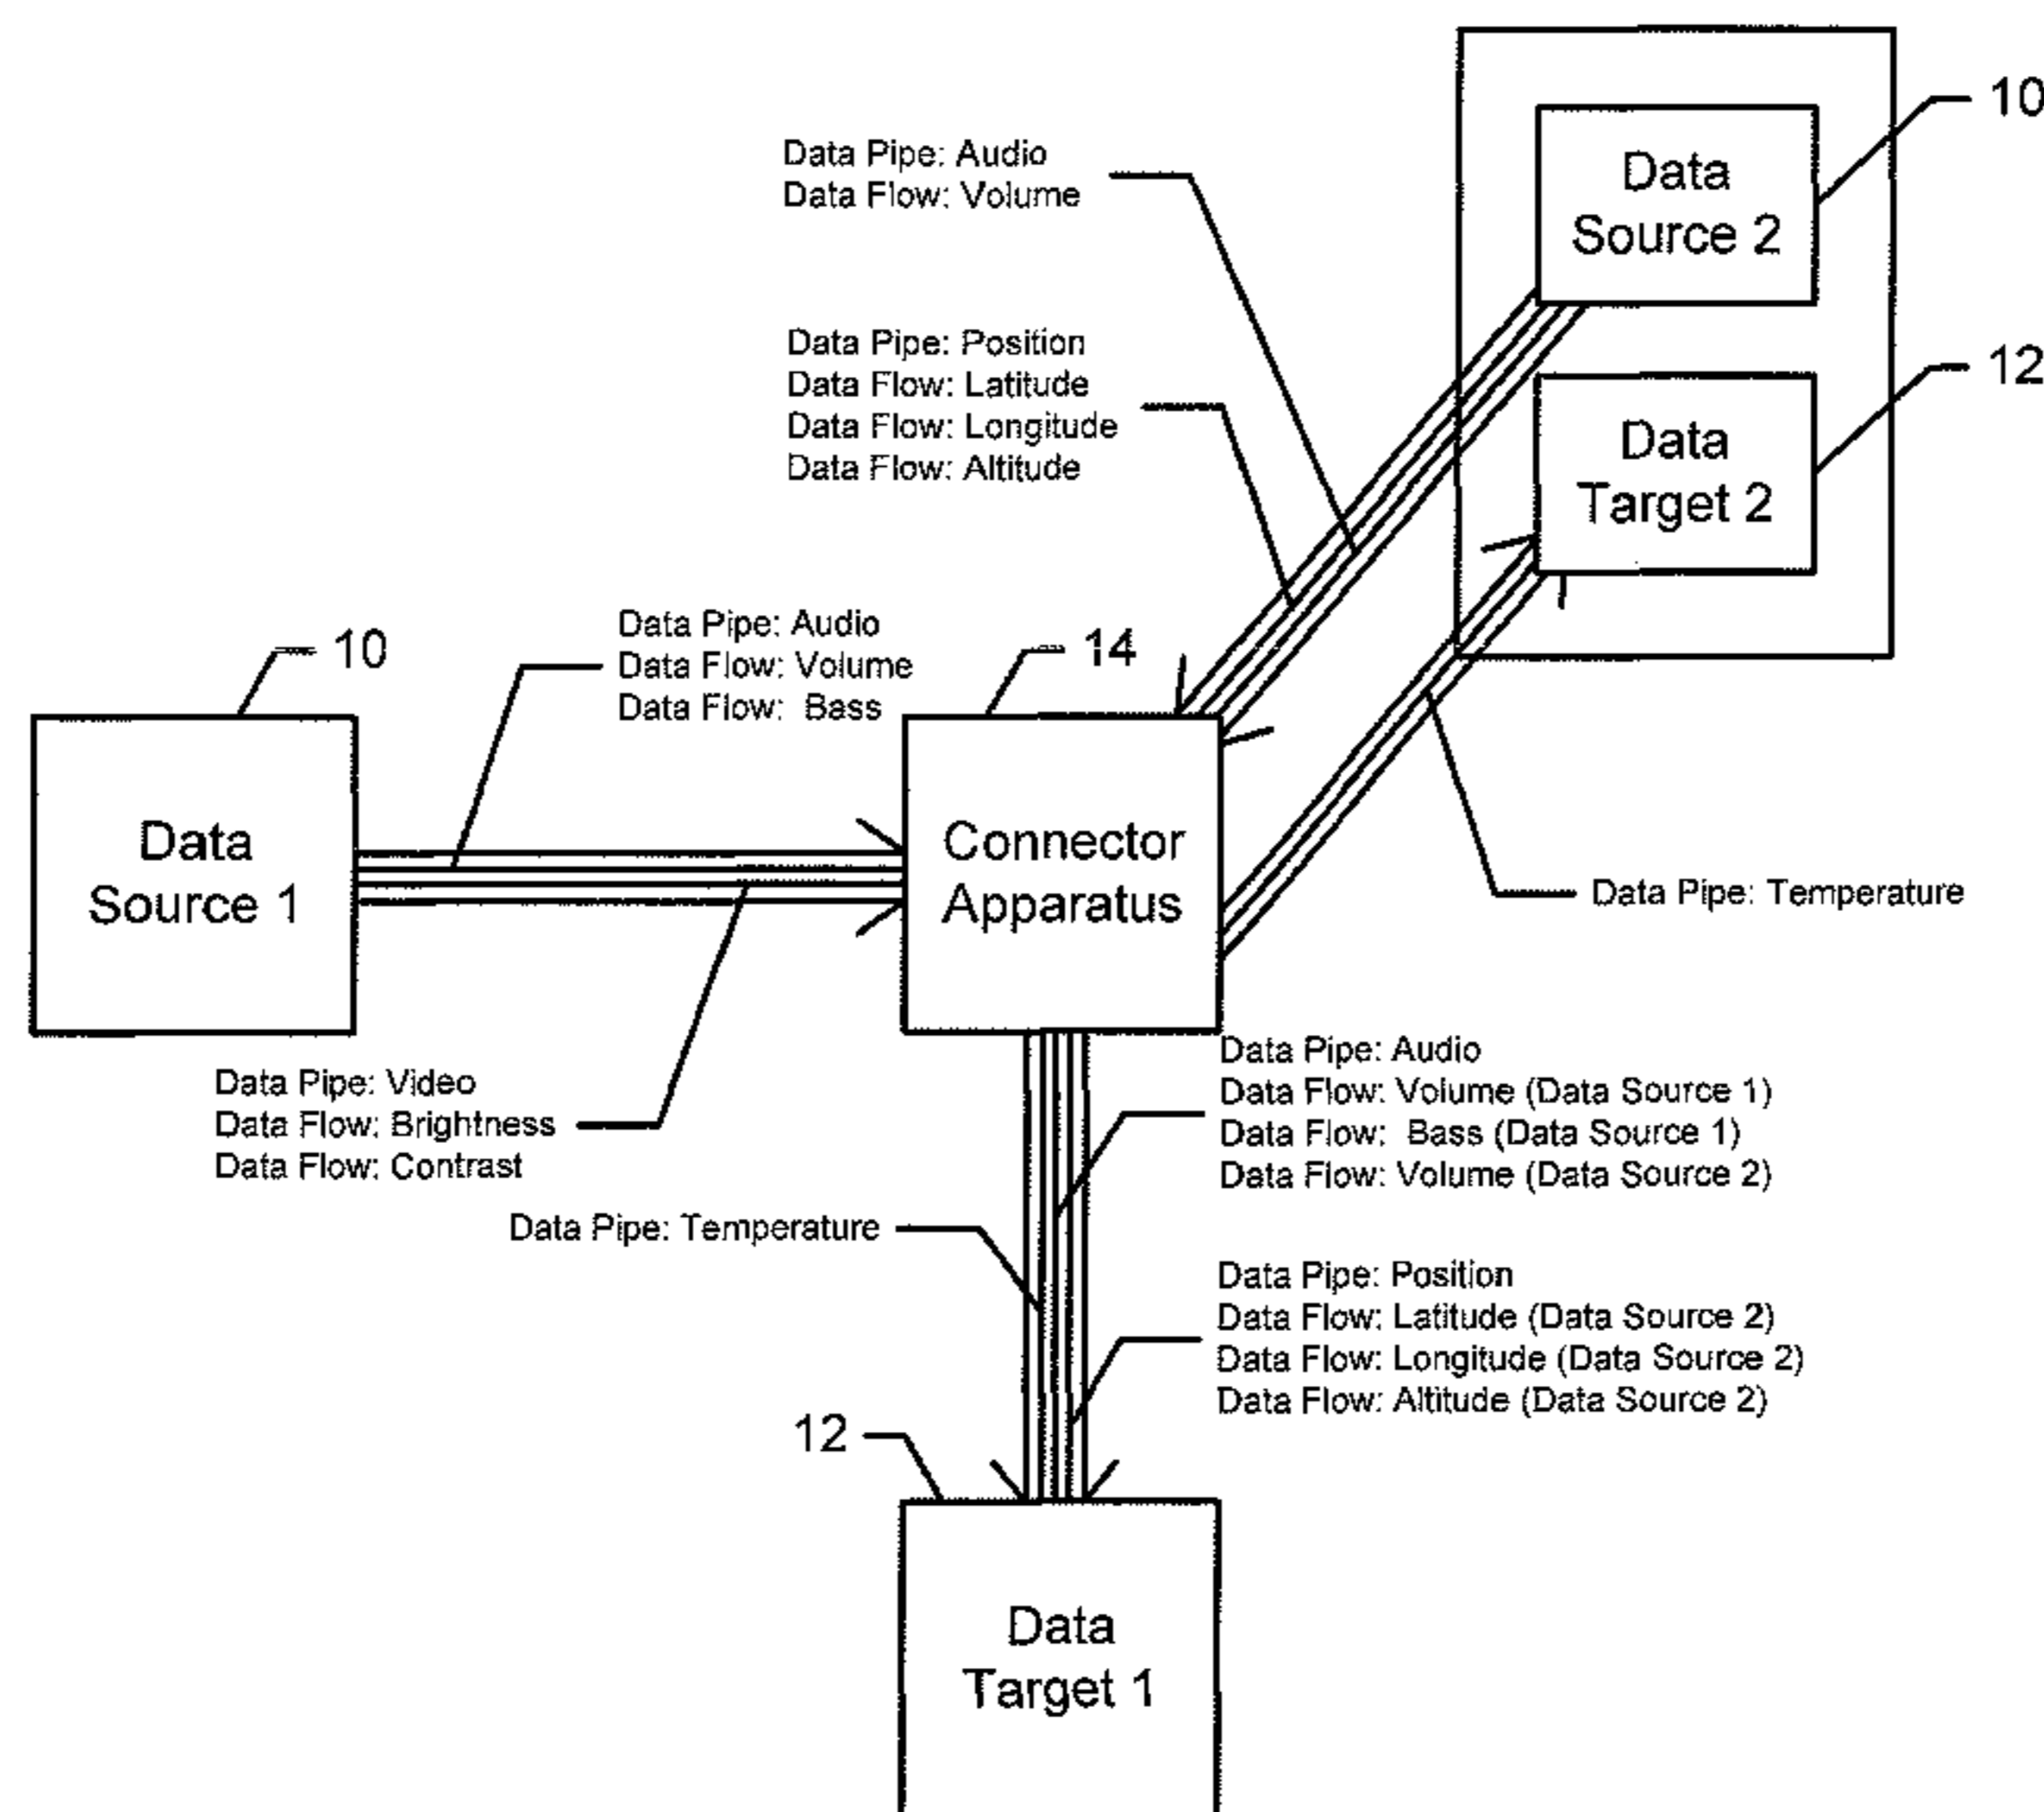 10
Data
Source 2
Data Pipe: Audio
Data Flow: Volume
Data Pipe: Position
Data Flow: Latitude
Data Flow: Longitude
Data Flow: Altitude
12
Data
Target 2
Data Pipe: Audio
Data Flow: Volume
Data Flow: Bass
10
14
Data
Source 1
Connector
Apparatus
Data Pipe: Temperature
Data Pipe: Video
Data Flow: Brightness
Data Flow: Contrast
Data Pipe: Audio
Data Flow: Volume (Data Source 1)
Data Flow: Bass (Data Source 1)
Data Flow: Volume (Data Source 2)
Data Pipe: Temperature
Data Pipe: Position
Data Flow: Latitude (Data Source 2)
Data Flow: Longitude (Data Source 2)
Data Flow: Altitude (Data Source 2)
12
Data
Target 1